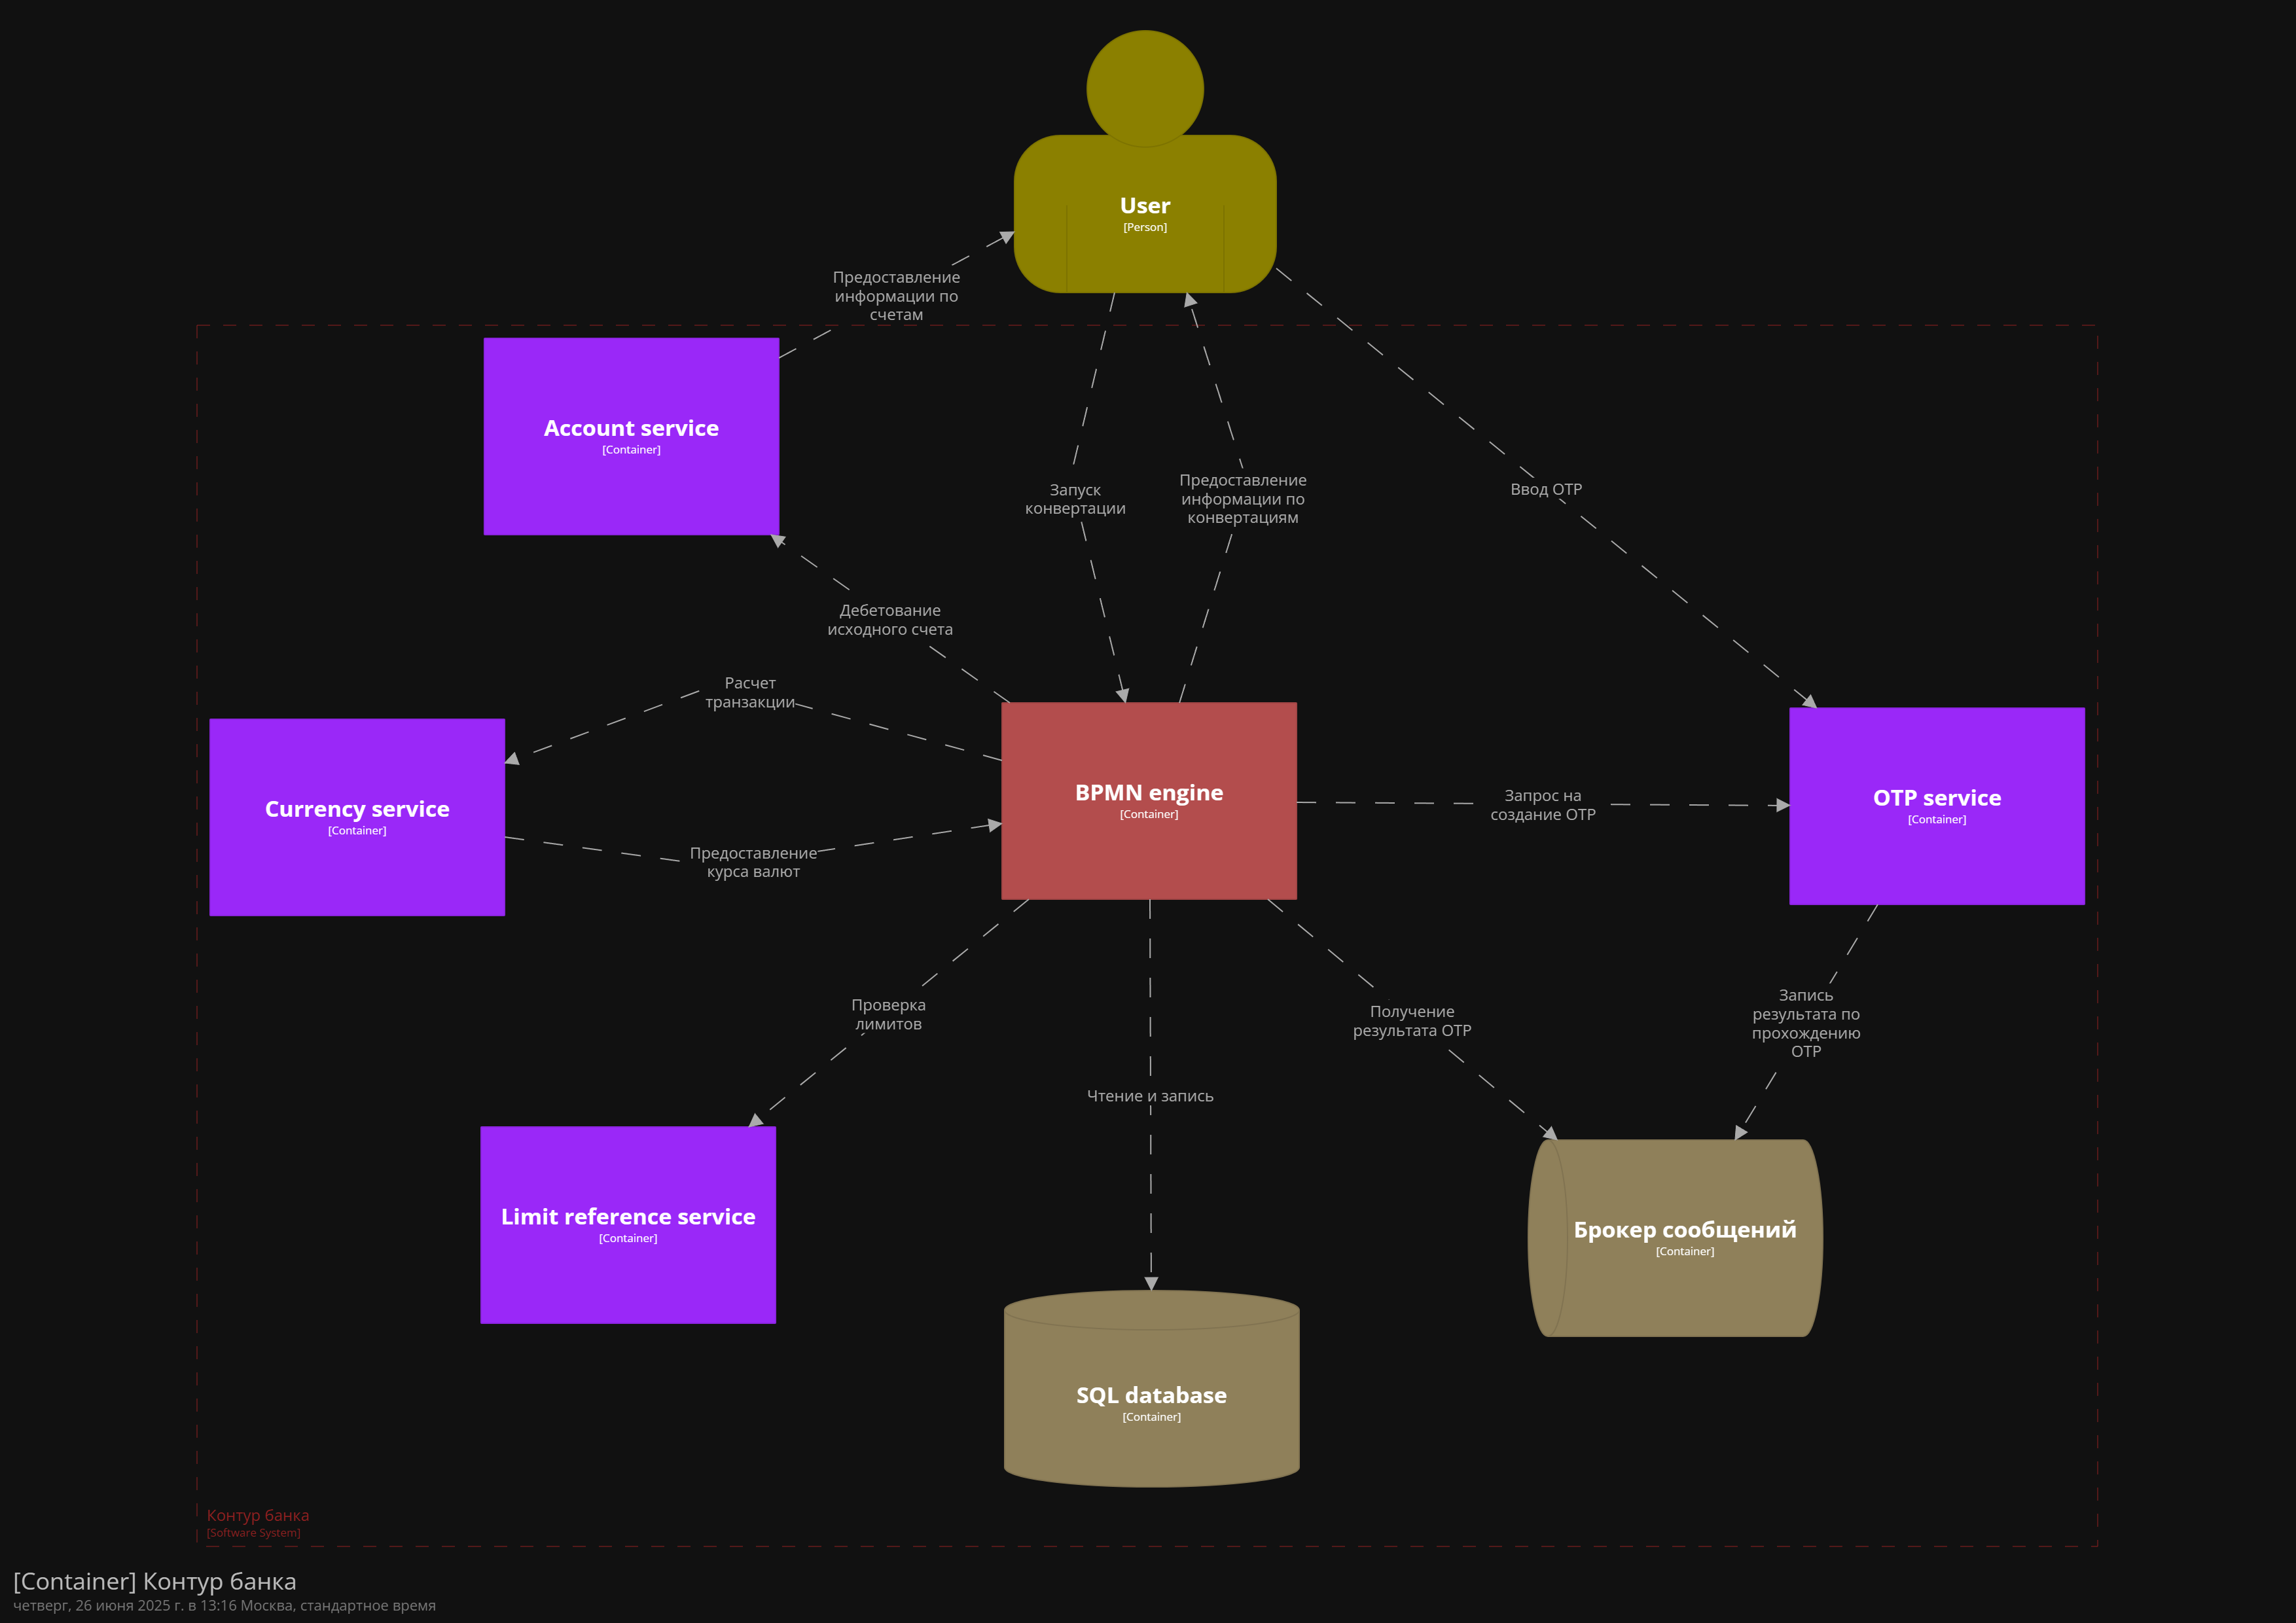 User
[Person]
Предоставление
информации по
счетам
Account service
[Container]
Запуск
конвертации
Предоставление
информации по
конвертациям
Ввод OTP
Дебетование
исходного счета
Расчет
транзакции
Currency service
[Container]
BPMN engine
[Container]
Запрос на
создание OTP
OTP service
[Container]
Предоставление
курса валют
Проверка
лимитов
Получение
результата OTP
Запись
результата по
прохождению
OTP
Чтение и запись
Limit reference service
[Container]
Брокер сообщений
[Container]
SQL database
[Container]
Контур банка
[Software System]
[Container] Контур банка
четверг, 26 июня 2025 г. в 13:16 Москва, стандартное время